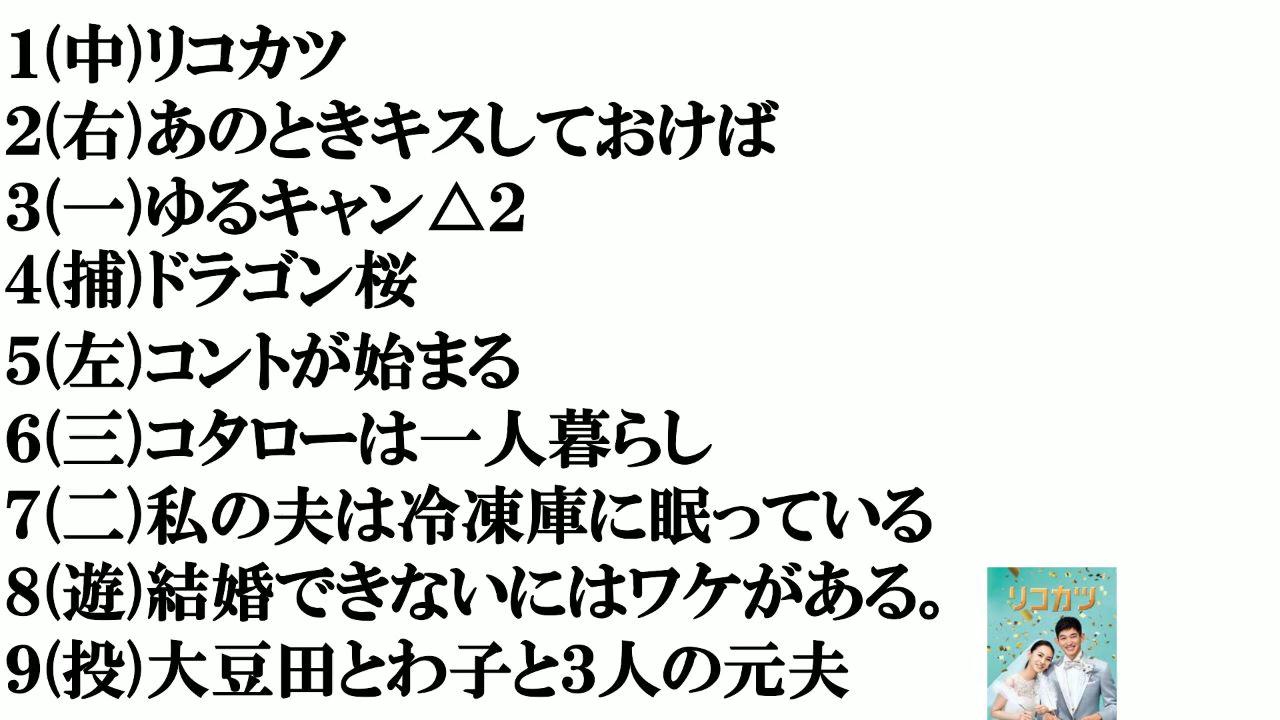 1(中)リコカツ
2(右)あのときキスしておけば
3(一)ゆるキャン△2
4(捕)ドラゴン桜
5(左)コントが始まる
6(三)コタローは一人暮らし
7(二)私の夫は冷凍庫に眠っている
8(遊)結婚できないにはワケがある。
9(投)大豆田とわ子と3人の元夫
リコカツ